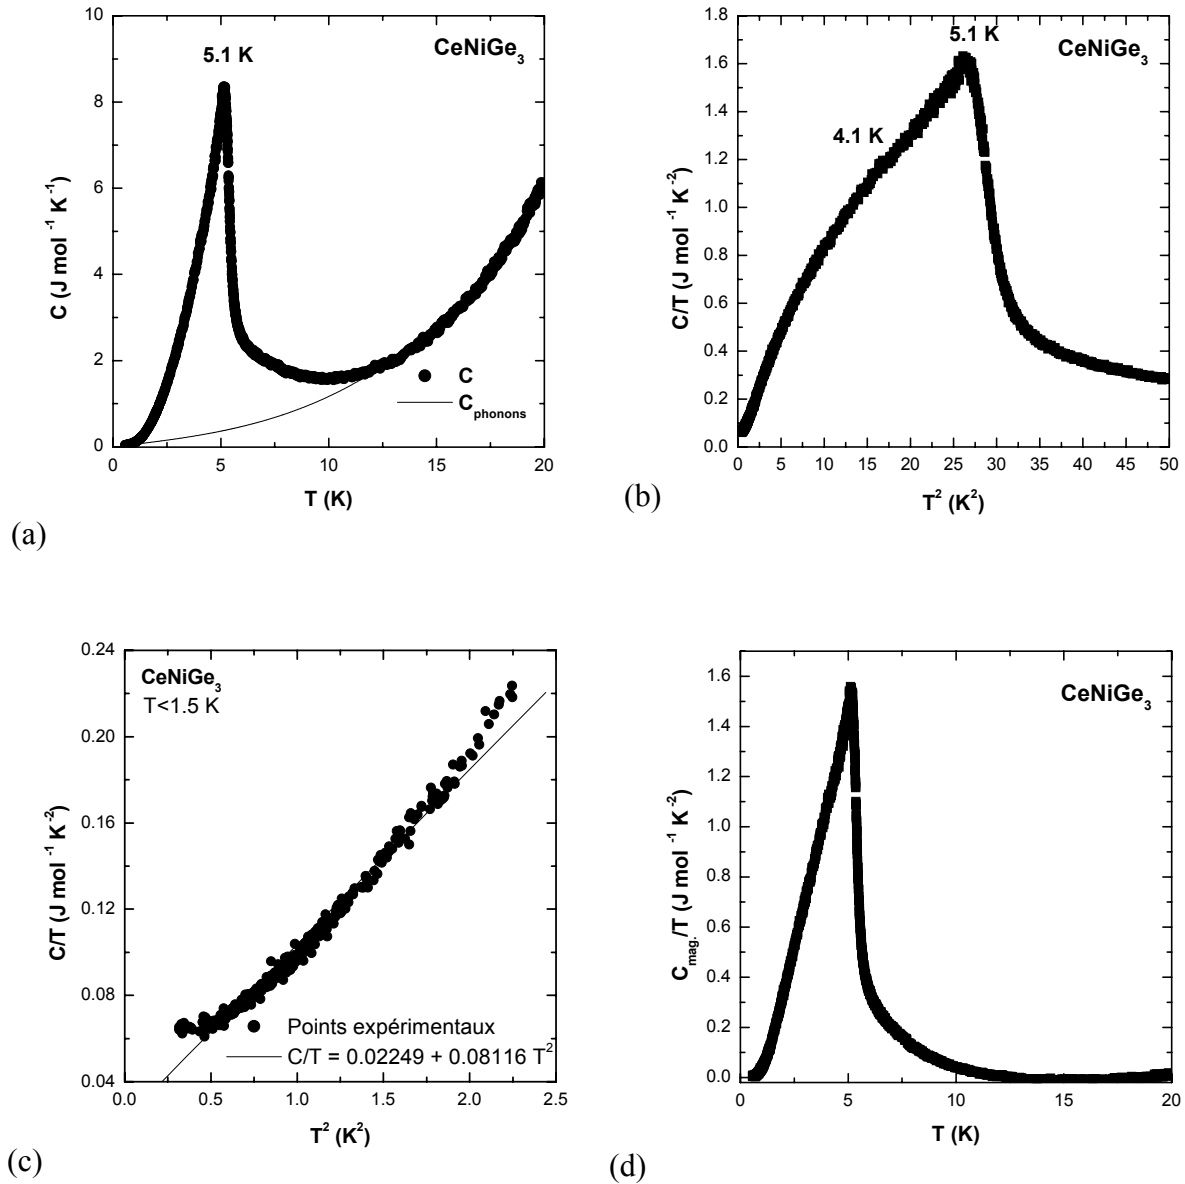 10
8
6
4
2
0
0
5
10
15
20
C (J mol⁻¹ K⁻¹)
T (K)
5.1 K
CeNiGe₃
C
C_phonons
(a)
1.8
1.6
1.4
1.2
1.0
0.8
0.6
0.4
0.2
0.0
0
5
10
15
20
25
30
35
40
45
50
C/T (J mol⁻¹ K⁻²)
T² (K²)
5.1 K
CeNiGe₃
4.1 K
(b)
0.24
0.20
0.16
0.12
0.08
0.04
0.0
0.5
1.0
1.5
2.0
2.5
C/T (J mol⁻¹ K⁻²)
T² (K²)
CeNiGe₃
T<1.5 K
Points expérimentaux
C/T = 0.02249 + 0.08116 T²
(c)
1.6
1.4
1.2
1.0
0.8
0.6
0.4
0.2
0.0
0
5
10
15
20
C_mag./T (J mol⁻¹ K⁻²)
T (K)
CeNiGe₃
(d)